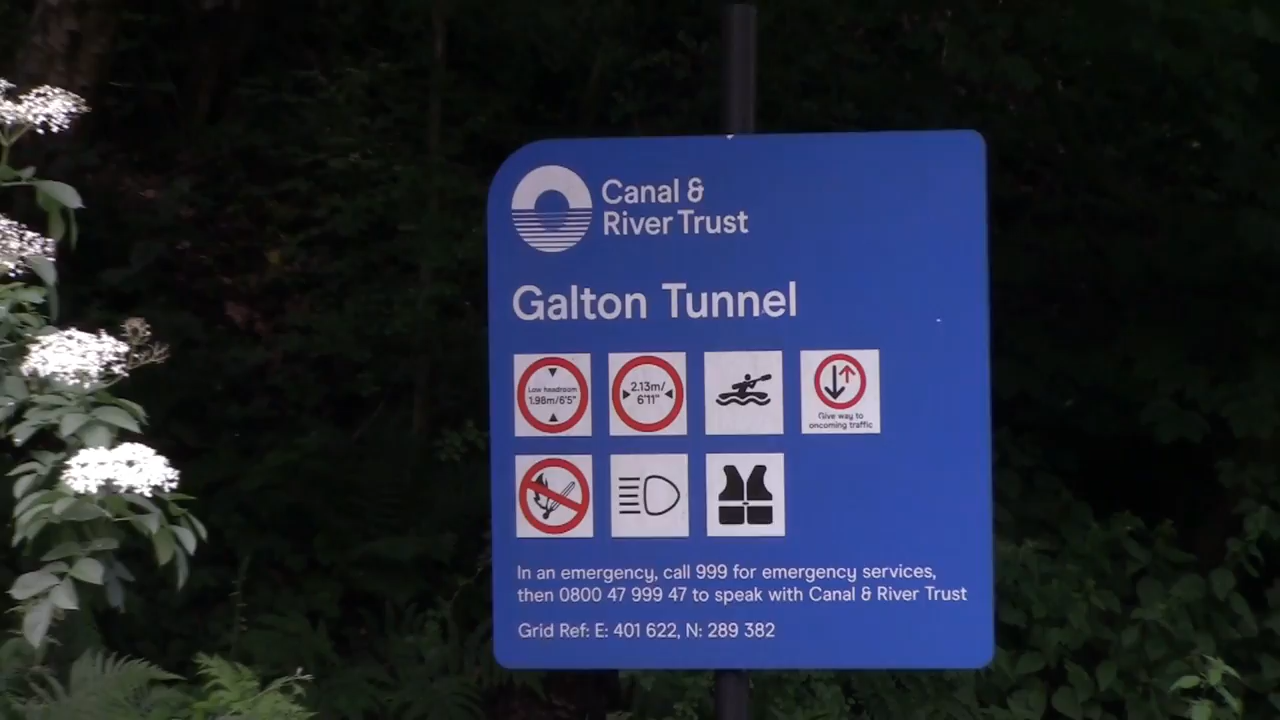 Canal &
River Trust
Galton Tunnel
Low headroom
1.98m/6'5"
2.13m/
6'11"
Give way to
oncoming traffic
In an emergency, call 999 for emergency services,
then 0800 47 999 47 to speak with Canal & River Trust
Grid Ref: E: 401 622, N: 289 382